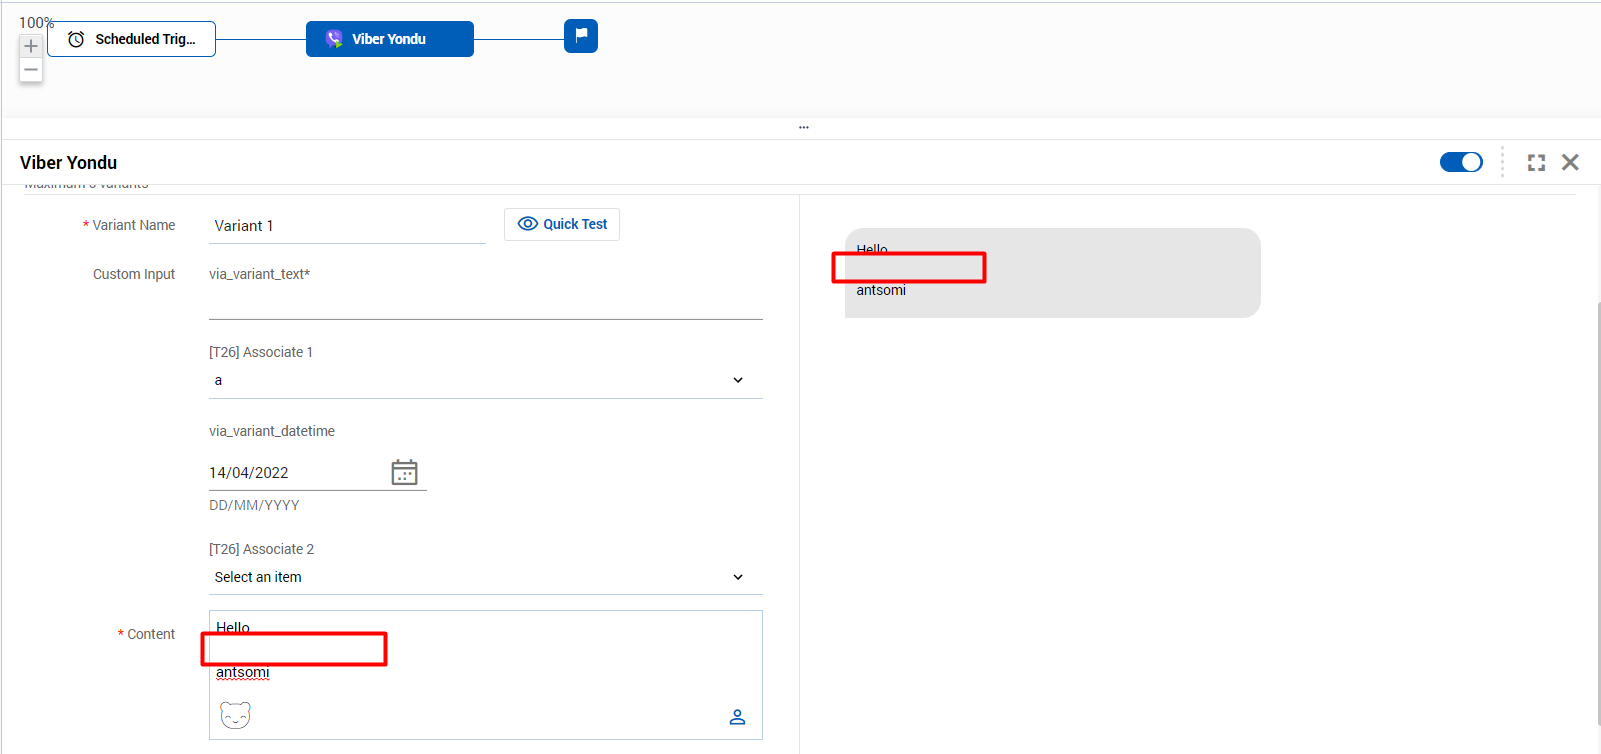 100%
Scheduled Trig...
Viber Yondu
Viber Yondu
Maximum 3 variants
* Variant Name
Variant 1
Quick Test
Custom Input
via_variant_text*
[T26] Associate 1
a
via_variant_datetime
14/04/2022
DD/MM/YYYY
[T26] Associate 2
Select an item
* Content
Hello
antsomi
Hello
antsomi